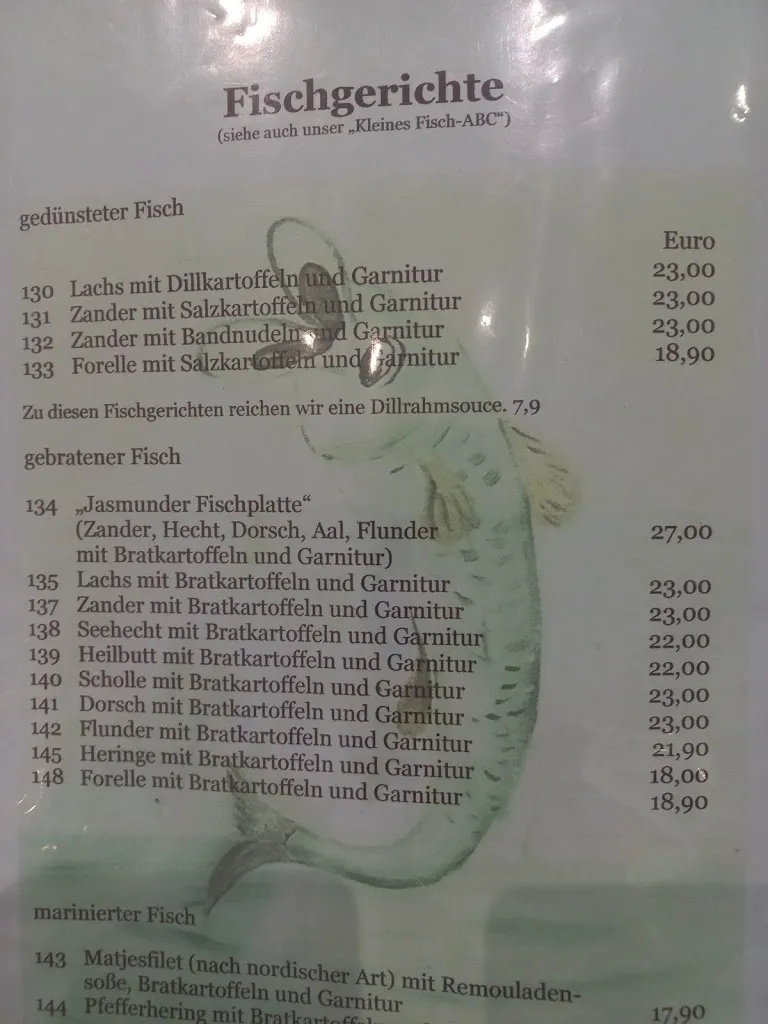 Fischgerichte
(siehe auch unser „Kleines Fisch-ABC“)
gedünsteter Fisch
Euro
130 Lachs mit Dillkartoffeln und Garnitur 23,00
131 Zander mit Salzkartoffeln und Garnitur 23,00
132 Zander mit Bandnudeln und Garnitur 23,00
133 Forelle mit Salzkartoffeln und Garnitur 18,90
Zu diesen Fischgerichten reichen wir eine Dillrahmsouce. 7,9
gebratener Fisch
134 „Jasmunder Fischplatte“
(Zander, Hecht, Dorsch, Aal, Flunder 27,00
mit Bratkartoffeln und Garnitur)
135 Lachs mit Bratkartoffeln und Garnitur 23,00
137 Zander mit Bratkartoffeln und Garnitur 23,00
138 Seehecht mit Bratkartoffeln und Garnitur 22,00
139 Heilbutt mit Bratkartoffeln und Garnitur 22,00
140 Scholle mit Bratkartoffeln und Garnitur 23,00
141 Dorsch mit Bratkartoffeln und Garnitur 23,00
142 Flunder mit Bratkartoffeln und Garnitur 21,90
145 Heringe mit Bratkartoffeln und Garnitur 18,00
148 Forelle mit Bratkartoffeln und Garnitur 18,90
marinierter Fisch
143 Matjesfilet (nach nordischer Art) mit Remouladen-
soße, Bratkartoffeln und Garnitur 17,90
144 Pfefferhering mit